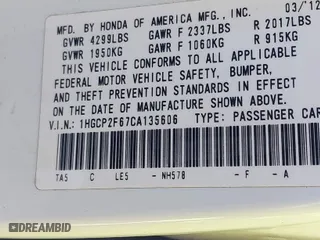 MFD. BY HONDA OF AMERICA MFG., INC. 03/12
GVWR 4299LBS GAWR F 2337LBS R 2017LBS
GVWR 1950KG GAWR F 1060KG R 915KG
THIS VEHICLE CONFORMS TO ALL APPLICABLE
FEDERAL MOTOR VEHICLE SAFETY, BUMPER,
AND THEFT PREVENTION STANDARDS IN EFFECT ON
THE DATE OF MANUFACTURE SHOWN ABOVE.
V.I.N.: 1HGCP2F67CA135606 TYPE: PASSENGER CAR
TA5 C LE5 - NH578 - F - A
DREAMBID